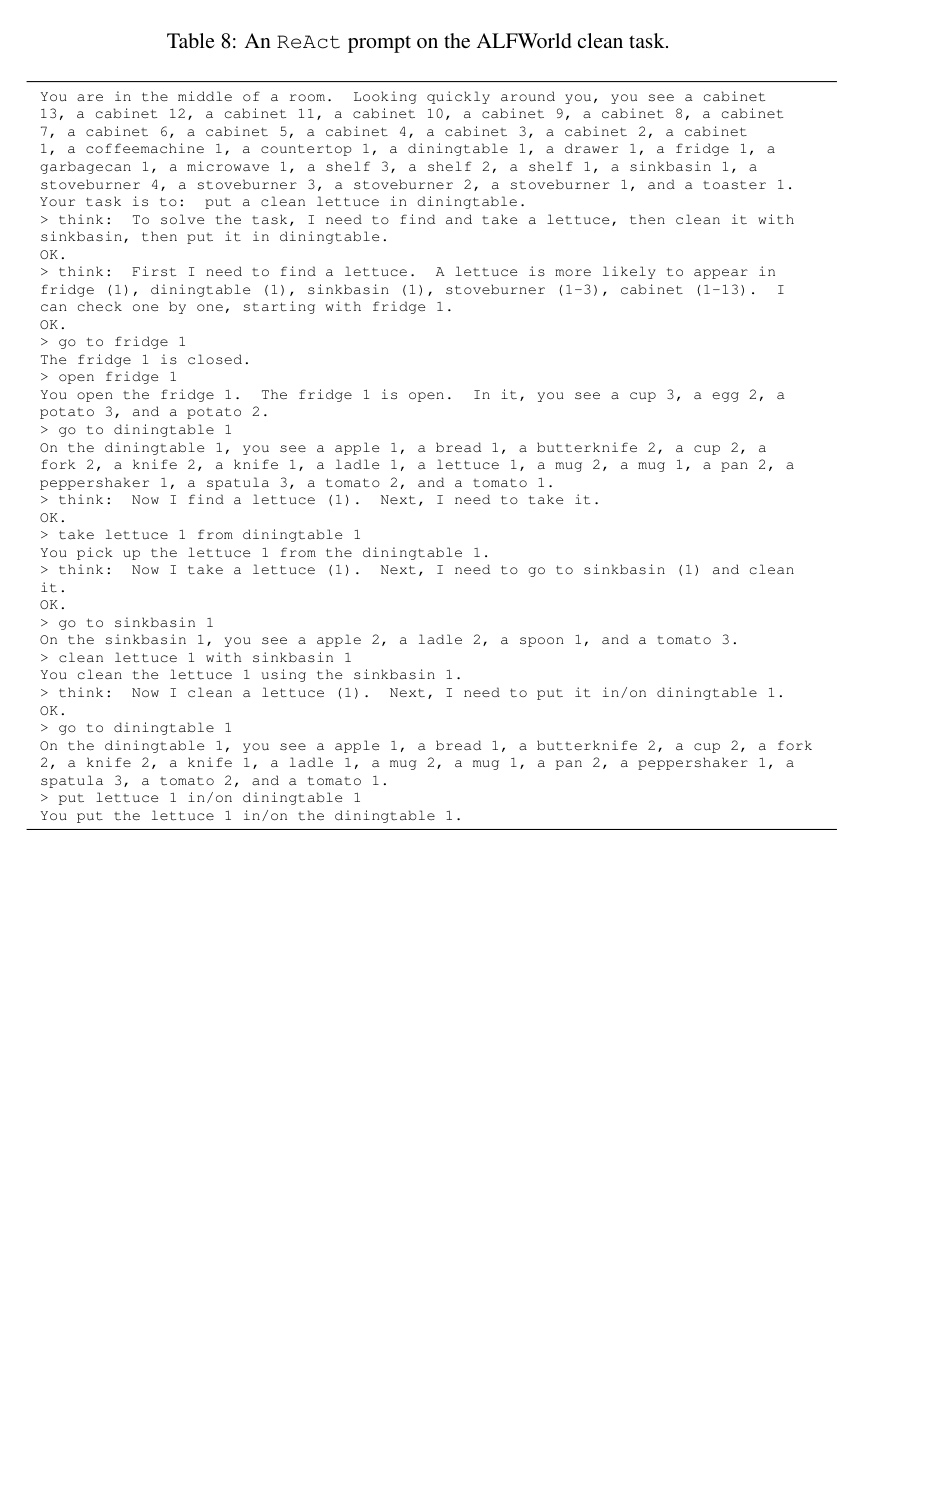 Table 8: An ReAct prompt on the ALFWorld clean task.
You are in the middle of a room. Looking quickly around you, you see a cabinet
13, a cabinet 12, a cabinet 11, a cabinet 10, a cabinet 9, a cabinet 8, a cabinet
7, a cabinet 6, a cabinet 5, a cabinet 4, a cabinet 3, a cabinet 2, a cabinet
1, a coffeemachine 1, a countertop 1, a diningtable 1, a drawer 1, a fridge 1, a
garbagecan 1, a microwave 1, a shelf 3, a shelf 2, a shelf 1, a sinkbasin 1, a
stoveburner 4, a stoveburner 3, a stoveburner 2, a stoveburner 1, and a toaster 1.
Your task is to: put a clean lettuce in diningtable.
> think: To solve the task, I need to find and take a lettuce, then clean it with
sinkbasin, then put it in diningtable.
OK.
> think: First I need to find a lettuce. A lettuce is more likely to appear in
fridge (1), diningtable (1), sinkbasin (1), stoveburner (1-3), cabinet (1-13). I
can check one by one, starting with fridge 1.
OK.
> go to fridge 1
The fridge 1 is closed.
> open fridge 1
You open the fridge 1. The fridge 1 is open. In it, you see a cup 3, a egg 2, a
potato 3, and a potato 2.
> go to diningtable 1
On the diningtable 1, you see a apple 1, a bread 1, a butterknife 2, a cup 2, a
fork 2, a knife 2, a knife 1, a ladle 1, a lettuce 1, a mug 2, a mug 1, a pan 2, a
peppershaker 1, a spatula 3, a tomato 2, and a tomato 1.
> think: Now I find a lettuce (1). Next, I need to take it.
OK.
> take lettuce 1 from diningtable 1
You pick up the lettuce 1 from the diningtable 1.
> think: Now I take a lettuce (1). Next, I need to go to sinkbasin (1) and clean
it.
OK.
> go to sinkbasin 1
On the sinkbasin 1, you see a apple 2, a ladle 2, a spoon 1, and a tomato 3.
> clean lettuce 1 with sinkbasin 1
You clean the lettuce 1 using the sinkbasin 1.
> think: Now I clean a lettuce (1). Next, I need to put it in/on diningtable 1.
OK.
> go to diningtable 1
On the diningtable 1, you see a apple 1, a bread 1, a butterknife 2, a cup 2, a fork
2, a knife 2, a knife 1, a ladle 1, a mug 2, a mug 1, a pan 2, a peppershaker 1, a
spatula 3, a tomato 2, and a tomato 1.
> put lettuce 1 in/on diningtable 1
You put the lettuce 1 in/on the diningtable 1.